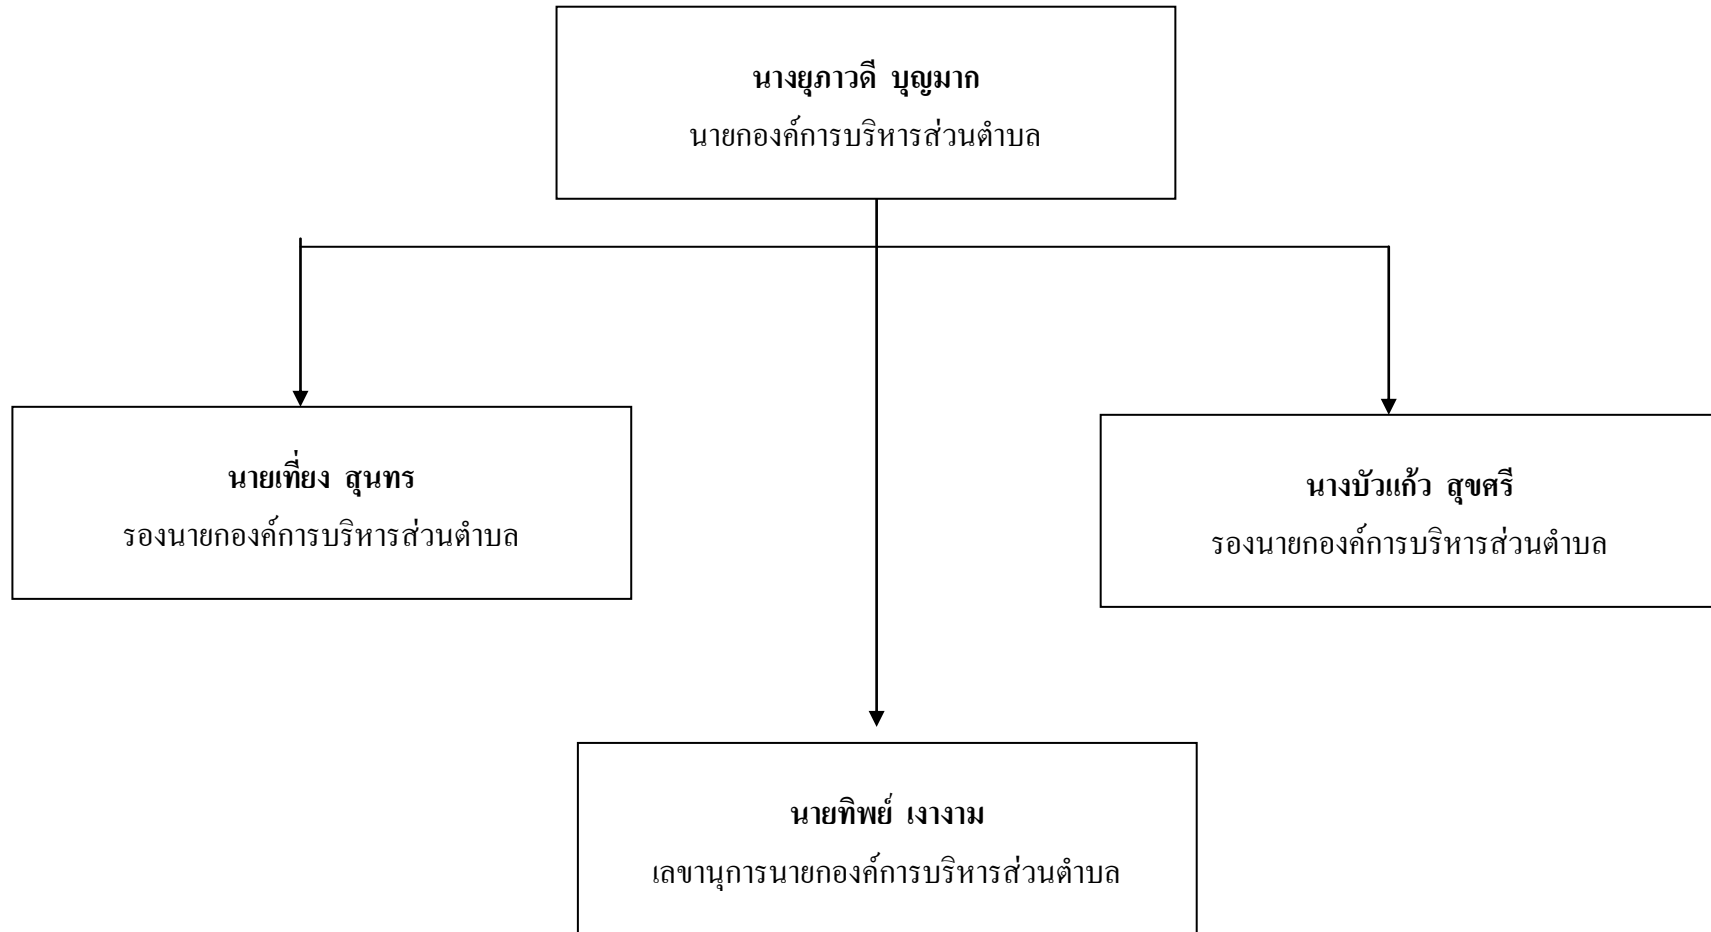 นางยุภาวดี บุญมาก
นายกองค์การบริหารส่วนตำบล
นายเที่ยง สุนทร
รองนายกองค์การบริหารส่วนตำบล
นางบัวแก้ว สุขศรี
รองนายกองค์การบริหารส่วนตำบล
นายทิพย์ เงางาม
เลขานุการนายกองค์การบริหารส่วนตำบล